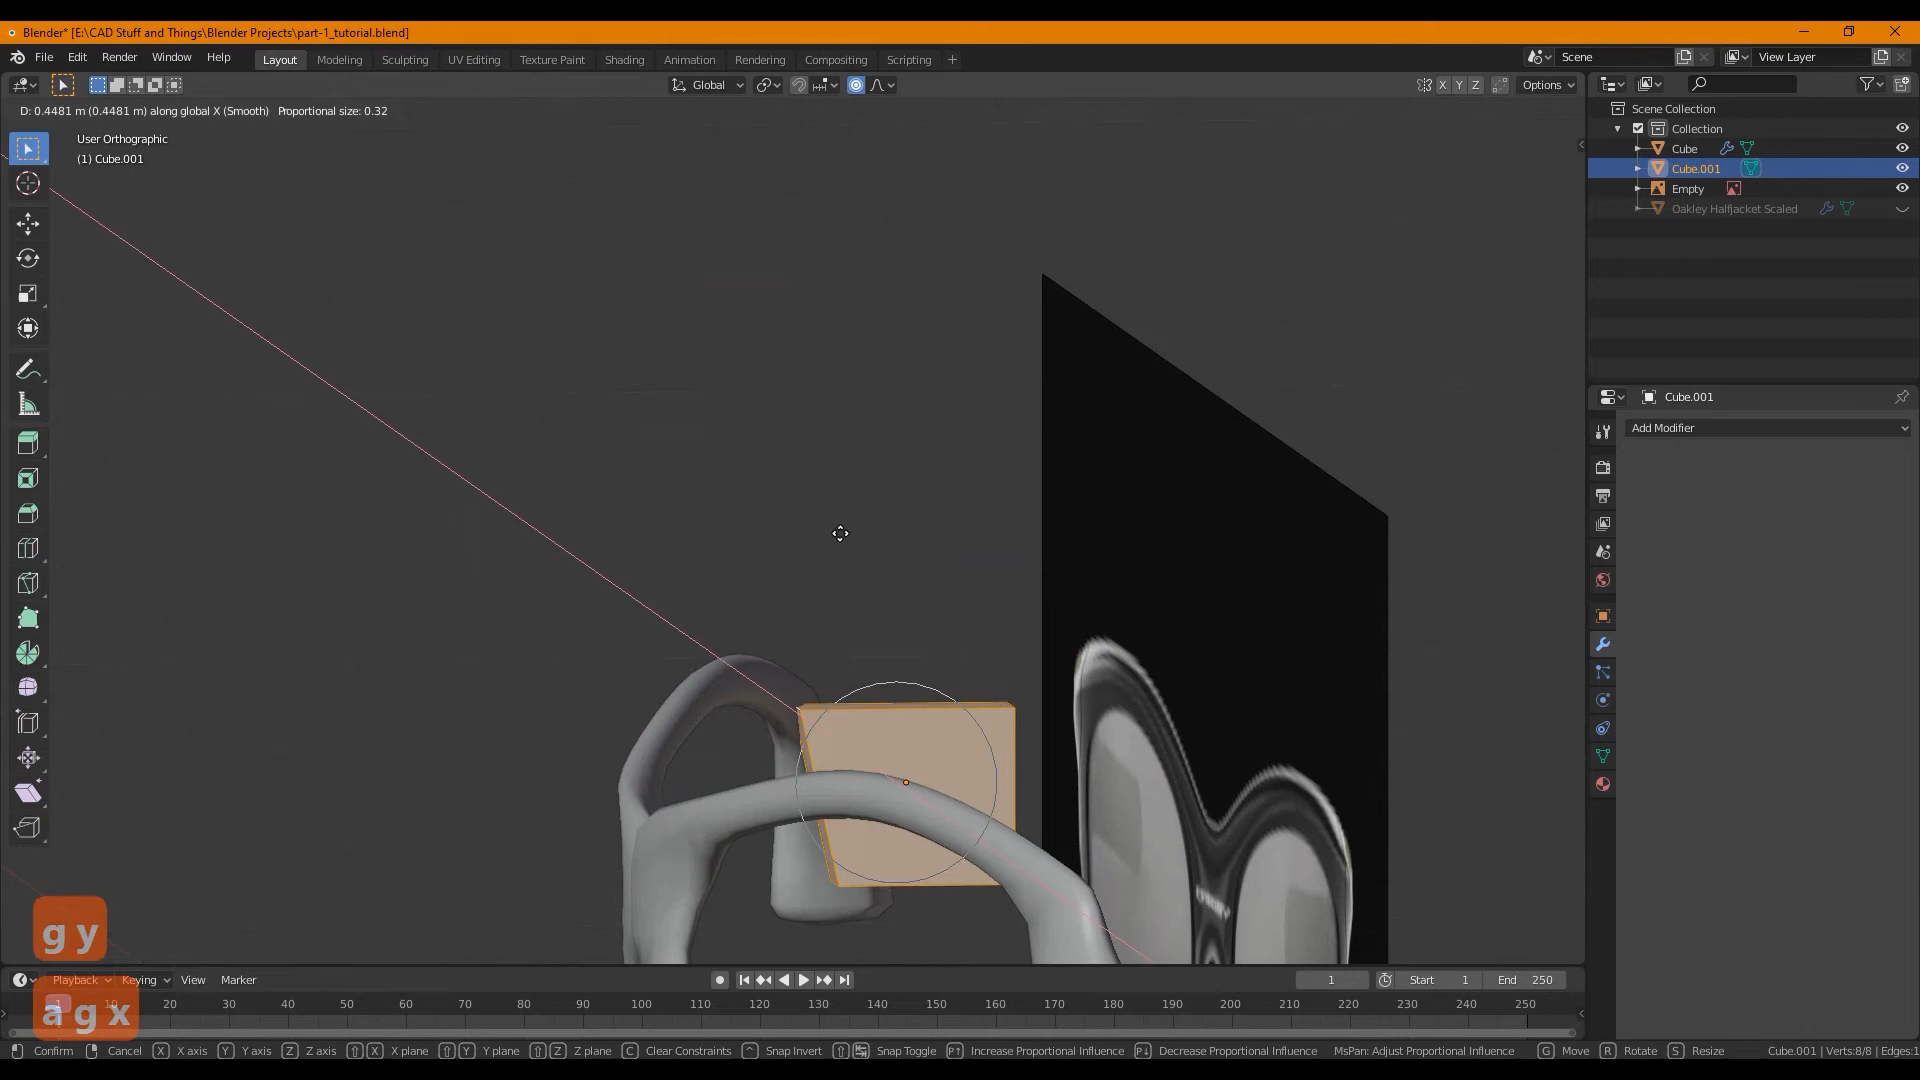 Blender* [E:\CAD Stuff and Things\Blender Projects\part-1_tutorial.blend]
File Edit Render Window Help Layout Modeling Sculpting UV Editing Texture Paint Shading Animation Rendering Compositing Scripting + Scene View Layer
Global X Y Z Options
D: 0.4481 m (0.4481 m) along global X (Smooth) Proportional size: 0.32
User Orthographic
(1) Cube.001
Scene Collection
Collection
Cube
Cube.001
Empty
Oakley Halfjacket Scaled
Cube.001
Add Modifier
g y
a g x
Playback Keying View Marker 1 Start 1 End 250
1 10 20 30 40 50 60 70 80 90 100 110 120 130 140 150 160 170 180 190 200 210 220 230 240 250
Confirm Cancel X X axis Y Y axis Z Z axis X X plane Y Y plane Z Z plane C Clear Constraints Snap Invert Snap Toggle Increase Proportional Influence Decrease Proportional Influence MsPan: Adjust Proportional Influence G Move R Rotate S Resize Cube.001 | Verts:8/8 | Edges:1